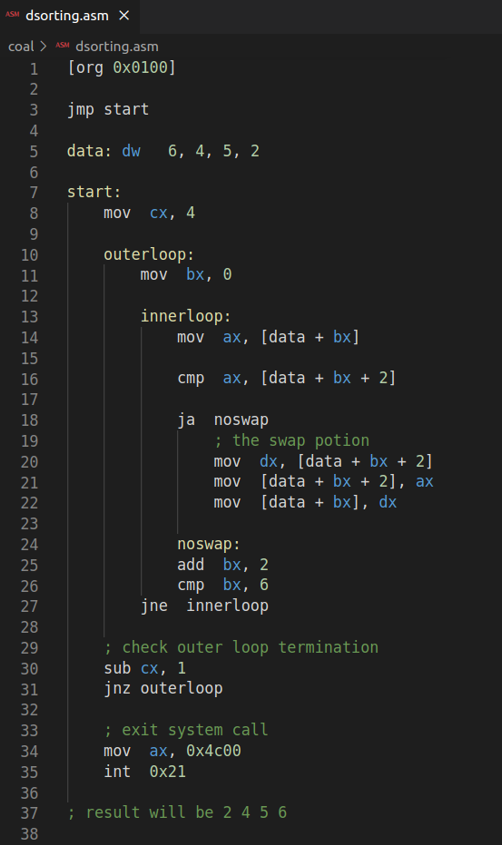 ASM dsorting.asm ×
coal > ASM dsorting.asm
1 [org 0x0100]
2
3 jmp start
4
5 data: dw   6, 4, 5, 2
6
7 start:
8     mov  cx, 4
9
10     outerloop:
11         mov  bx, 0
12
13         innerloop:
14             mov  ax, [data + bx]
15
16             cmp  ax, [data + bx + 2]
17
18             ja  noswap
19                 ; the swap potion
20                 mov  dx, [data + bx + 2]
21                 mov  [data + bx + 2], ax
22                 mov  [data + bx], dx
23
24             noswap:
25             add  bx, 2
26             cmp  bx, 6
27         jne  innerloop
28
29     ; check outer loop termination
30     sub cx, 1
31     jnz outerloop
32
33     ; exit system call
34     mov  ax, 0x4c00
35     int  0x21
36
37 ; result will be 2 4 5 6
38